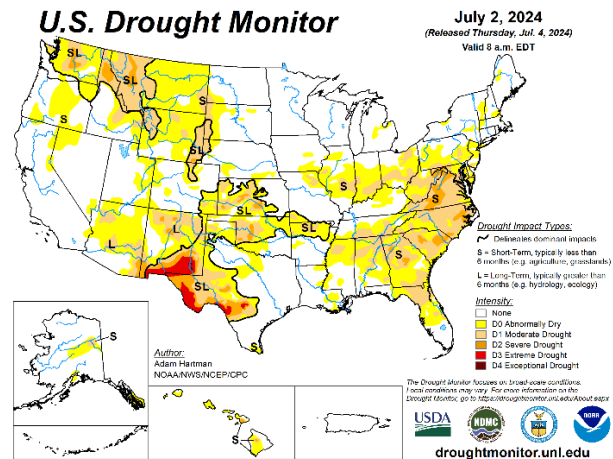 U.S. Drought Monitor
July 2, 2024
(Released Thursday, Jul. 4, 2024)
Valid 8 a.m. EDT
SL
SL
S
S
SL
S
S
SL
SL
L
L
S
SL
Drought Impact Types:
Delineates dominant impacts
S = Short-Term, typically less than
6 months (e.g. agriculture, grasslands)
L = Long-Term, typically greater than
6 months (e.g. hydrology, ecology)
Intensity:
None
D0 Abnormally Dry
D1 Moderate Drought
D2 Severe Drought
D3 Extreme Drought
D4 Exceptional Drought
S
Author:
Adam Hartman
NOAA/NWS/NCEP/CPC
S
The Drought Monitor focuses on broad-scale conditions.
Local conditions may vary. For more information on the
Drought Monitor, go to https://droughtmonitor.unl.edu/About.aspx
USDA
NDMC
NOAA
droughtmonitor.unl.edu